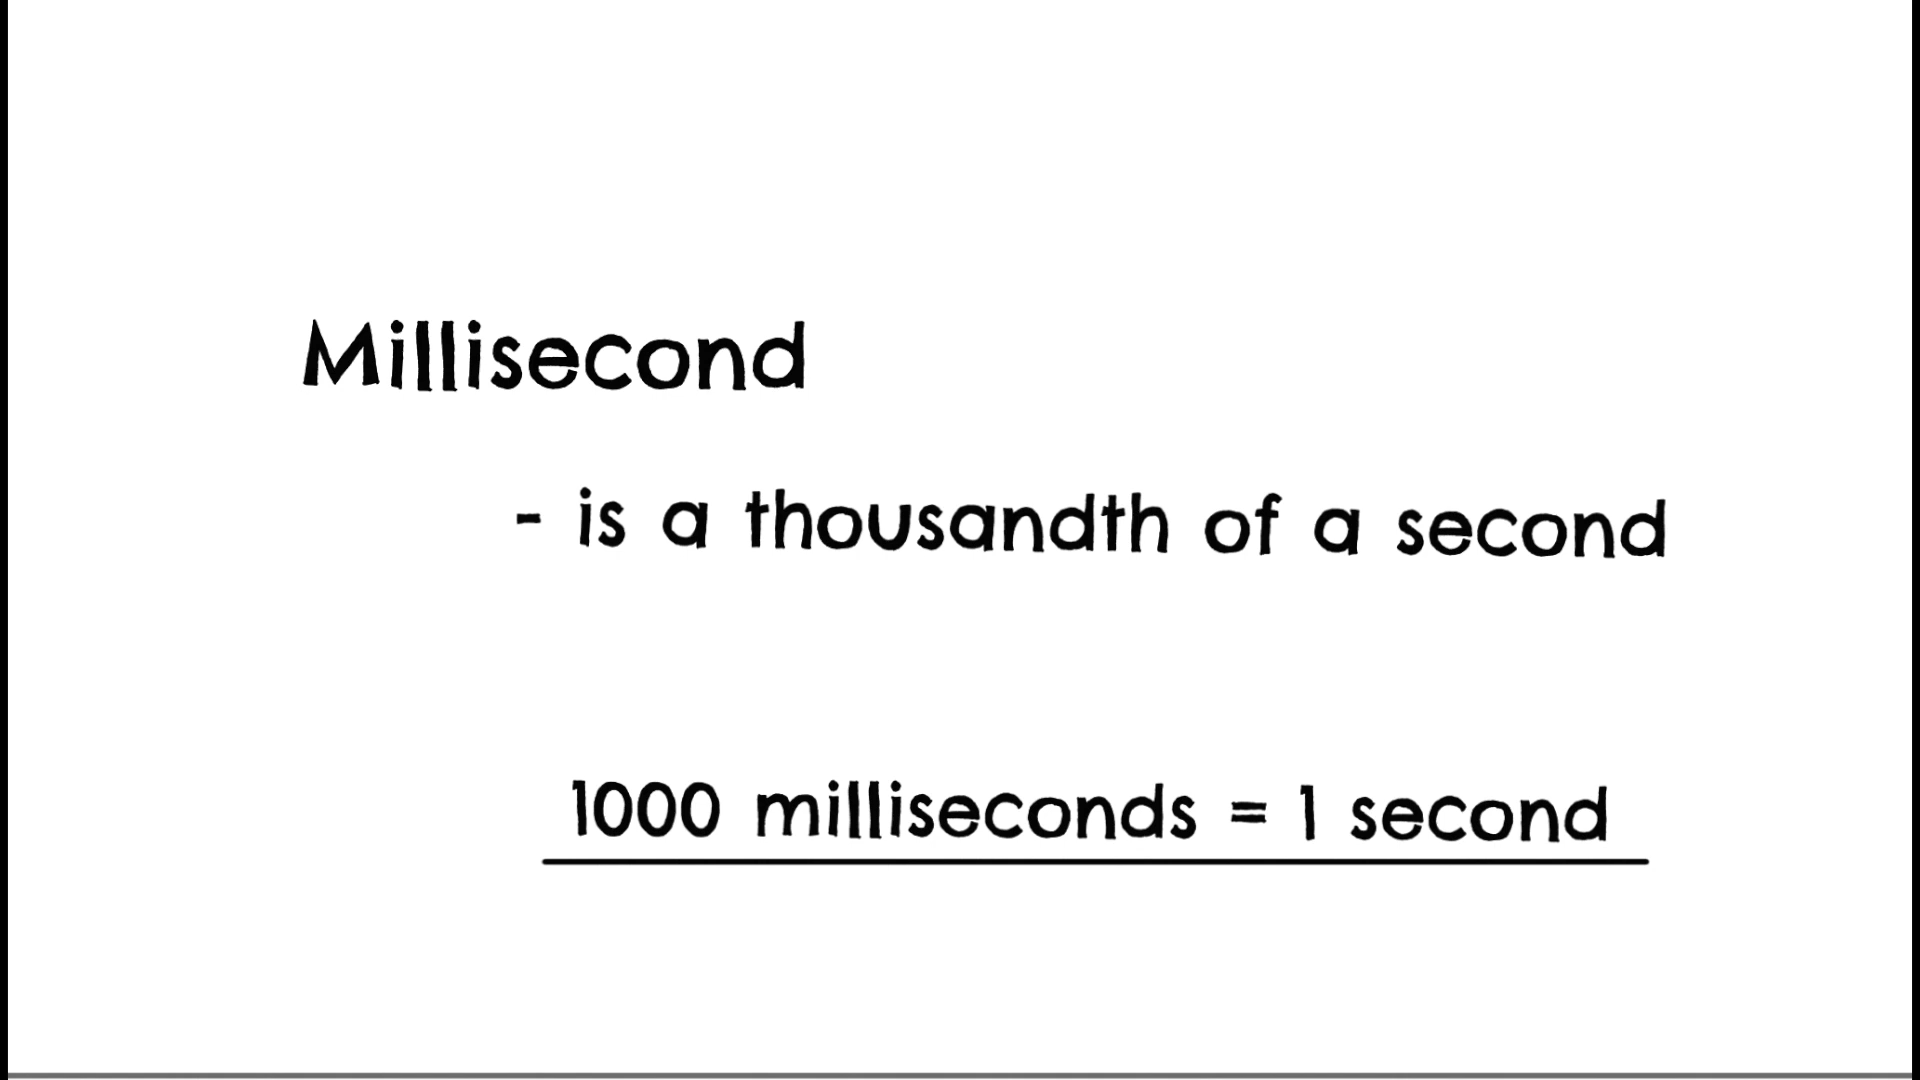 Millisecond
- is a thousandth of a second
1000 milliseconds = 1 second